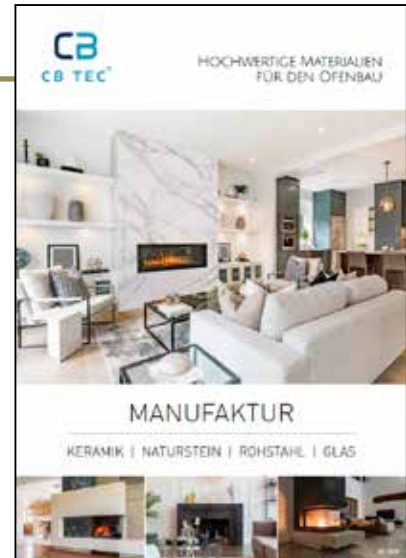 CB
CB TEC®
HOCHWERTIGE MATERIALIEN
FÜR DEN OFENBAU
MANUFAKTUR
KERAMIK | NATURSTEIN | ROHSTAHL | GLAS